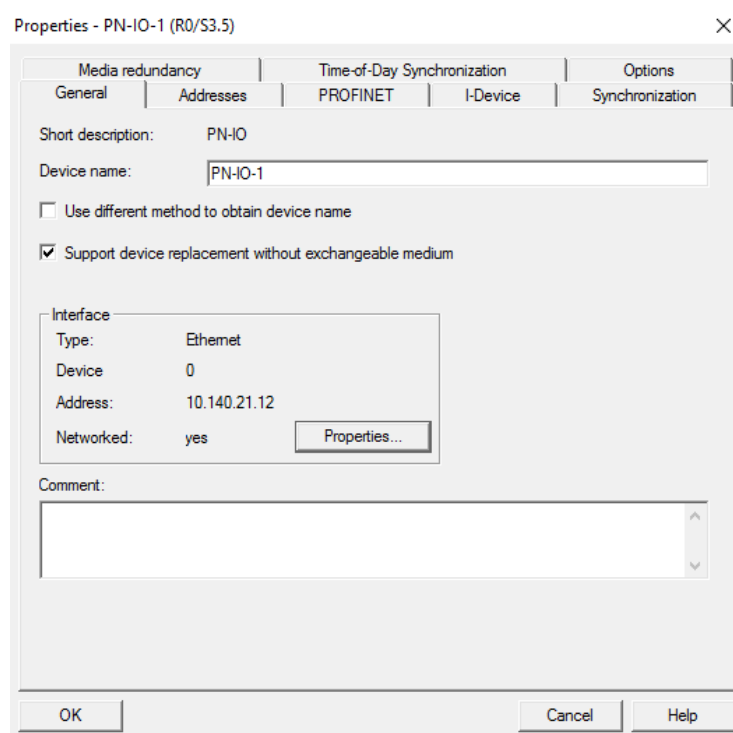 Properties - PN-IO-1 (R0/S3.5)
Media redundancy Time-of-Day Synchronization Options
General Addresses PROFINET I-Device Synchronization
Short description: PN-IO
Device name: PN-IO-1
Use different method to obtain device name
Support device replacement without exchangeable medium
Interface
Type: Ethernet
Device 0
Address: 10.140.21.12
Networked: yes Properties...
Comment:
OK Cancel Help